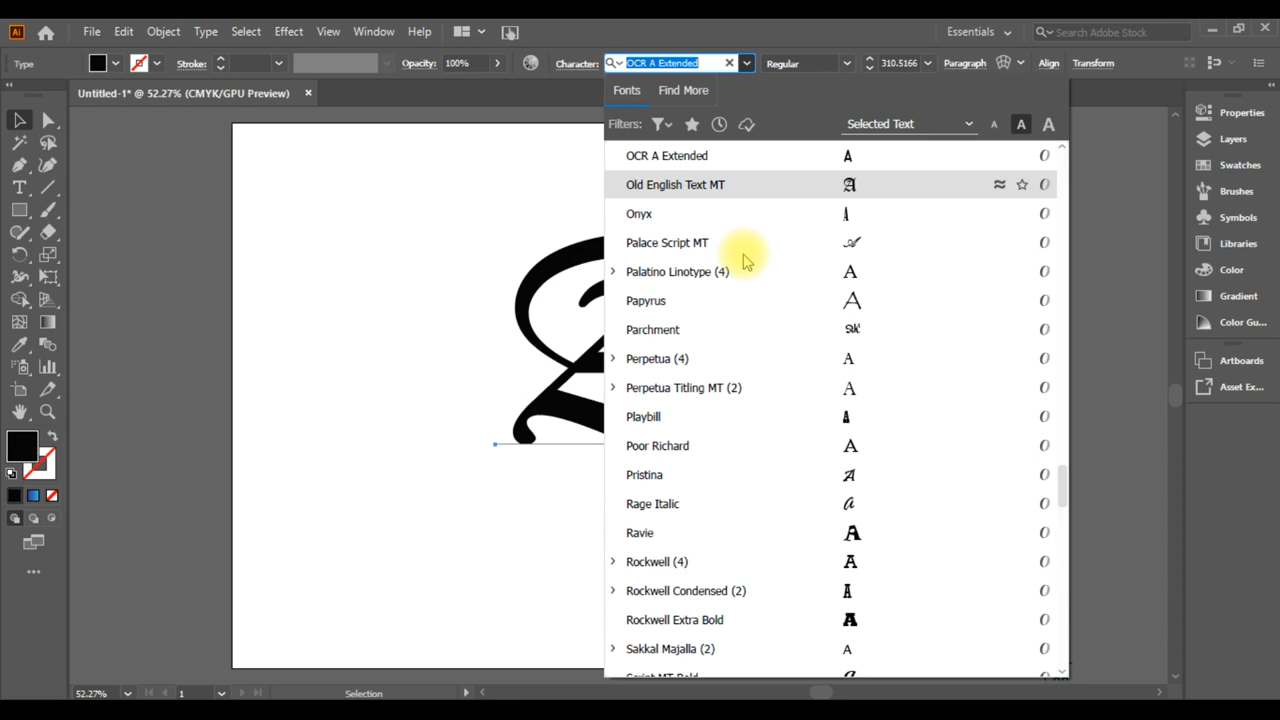 Ai File Edit Object Type Select Effect View Window Help Essentials Search Adobe Stock
Type Stroke: Opacity: 100% Character: OCR A Extended Regular 310.5166 Paragraph Align Transform
Untitled-1* @ 52.27% (CMYK/GPU Preview)
Fonts Find More
Filters: Selected Text A A A
OCR A Extended A
Old English Text MT A
Onyx A
Palace Script MT A
Palatino Linotype (4) A
Papyrus A
Parchment A
Perpetua (4) A
Perpetua Titling MT (2) A
Playbill A
Poor Richard A
Pristina A
Rage Italic A
Ravie A
Rockwell (4) A
Rockwell Condensed (2) A
Rockwell Extra Bold A
Sakkal Majalla (2) A
Script MT Bold
Properties
Layers
Swatches
Brushes
Symbols
Libraries
Color
Gradient
Color Gu...
Artboards
Asset Ex...
52.27% 1 Selection